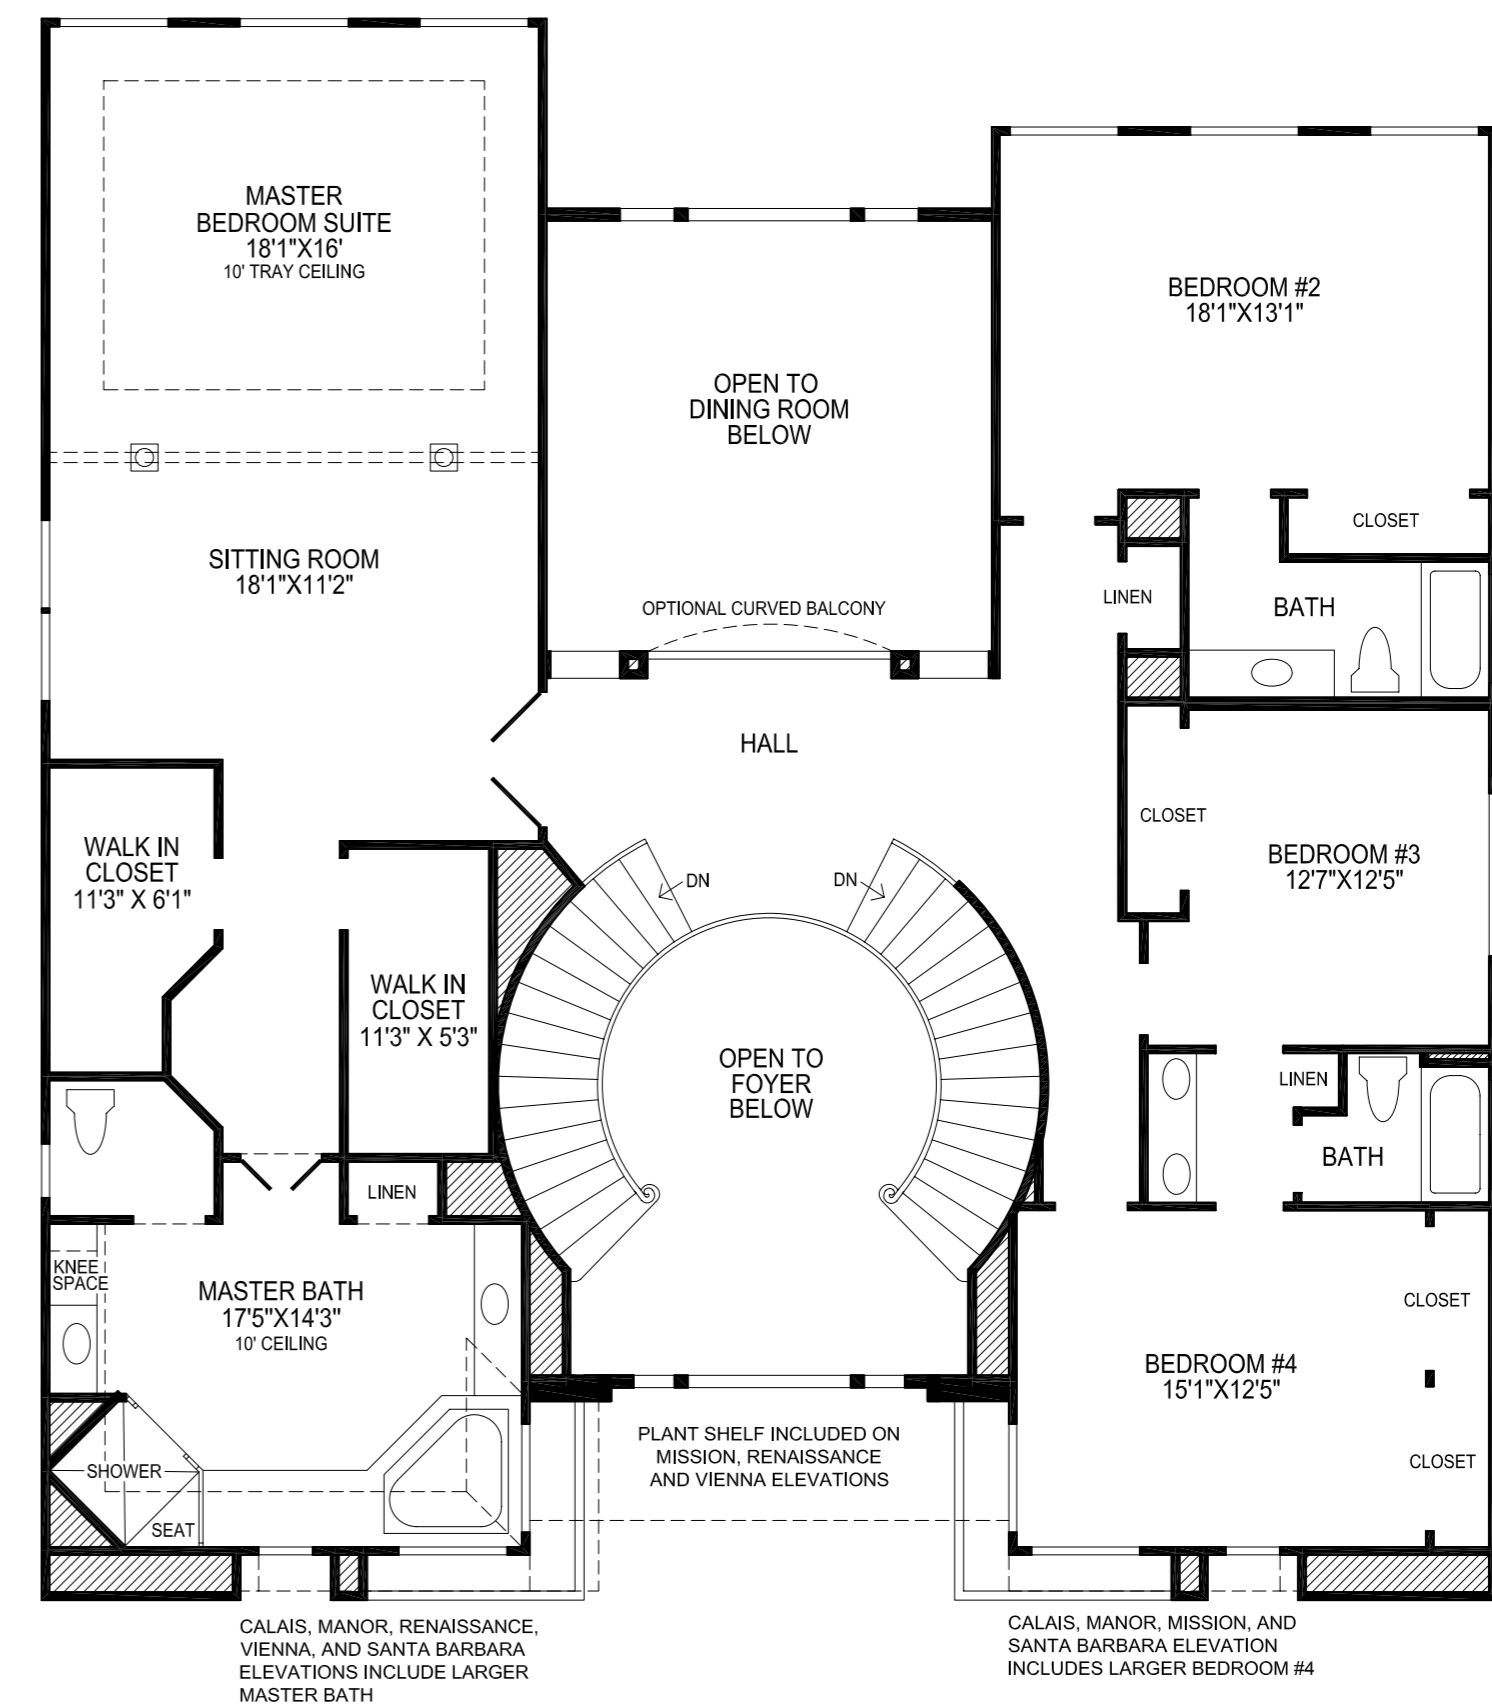 MASTER
BEDROOM SUITE
18'1"X16'
10' TRAY CEILING
BEDROOM #2
18'1"X13'1"
OPEN TO
DINING ROOM
BELOW
CLOSET
SITTING ROOM
18'1"X11'2"
OPTIONAL CURVED BALCONY
LINEN
BATH
HALL
CLOSET
WALK IN
CLOSET
11'3" X 6'1"
BEDROOM #3
12'7"X12'5"
DN
DN
WALK IN
CLOSET
11'3" X 5'3"
OPEN TO
FOYER
BELOW
LINEN
BATH
LINEN
KNEE
SPACE
MASTER BATH
17'5"X14'3"
10' CEILING
CLOSET
BEDROOM #4
15'1"X12'5"
PLANT SHELF INCLUDED ON
MISSION, RENAISSANCE
AND VIENNA ELEVATIONS
CLOSET
SHOWER
SEAT
CALAIS, MANOR, RENAISSANCE,
VIENNA, AND SANTA BARBARA
ELEVATIONS INCLUDE LARGER
MASTER BATH
CALAIS, MANOR, MISSION, AND
SANTA BARBARA ELEVATION
INCLUDES LARGER BEDROOM #4